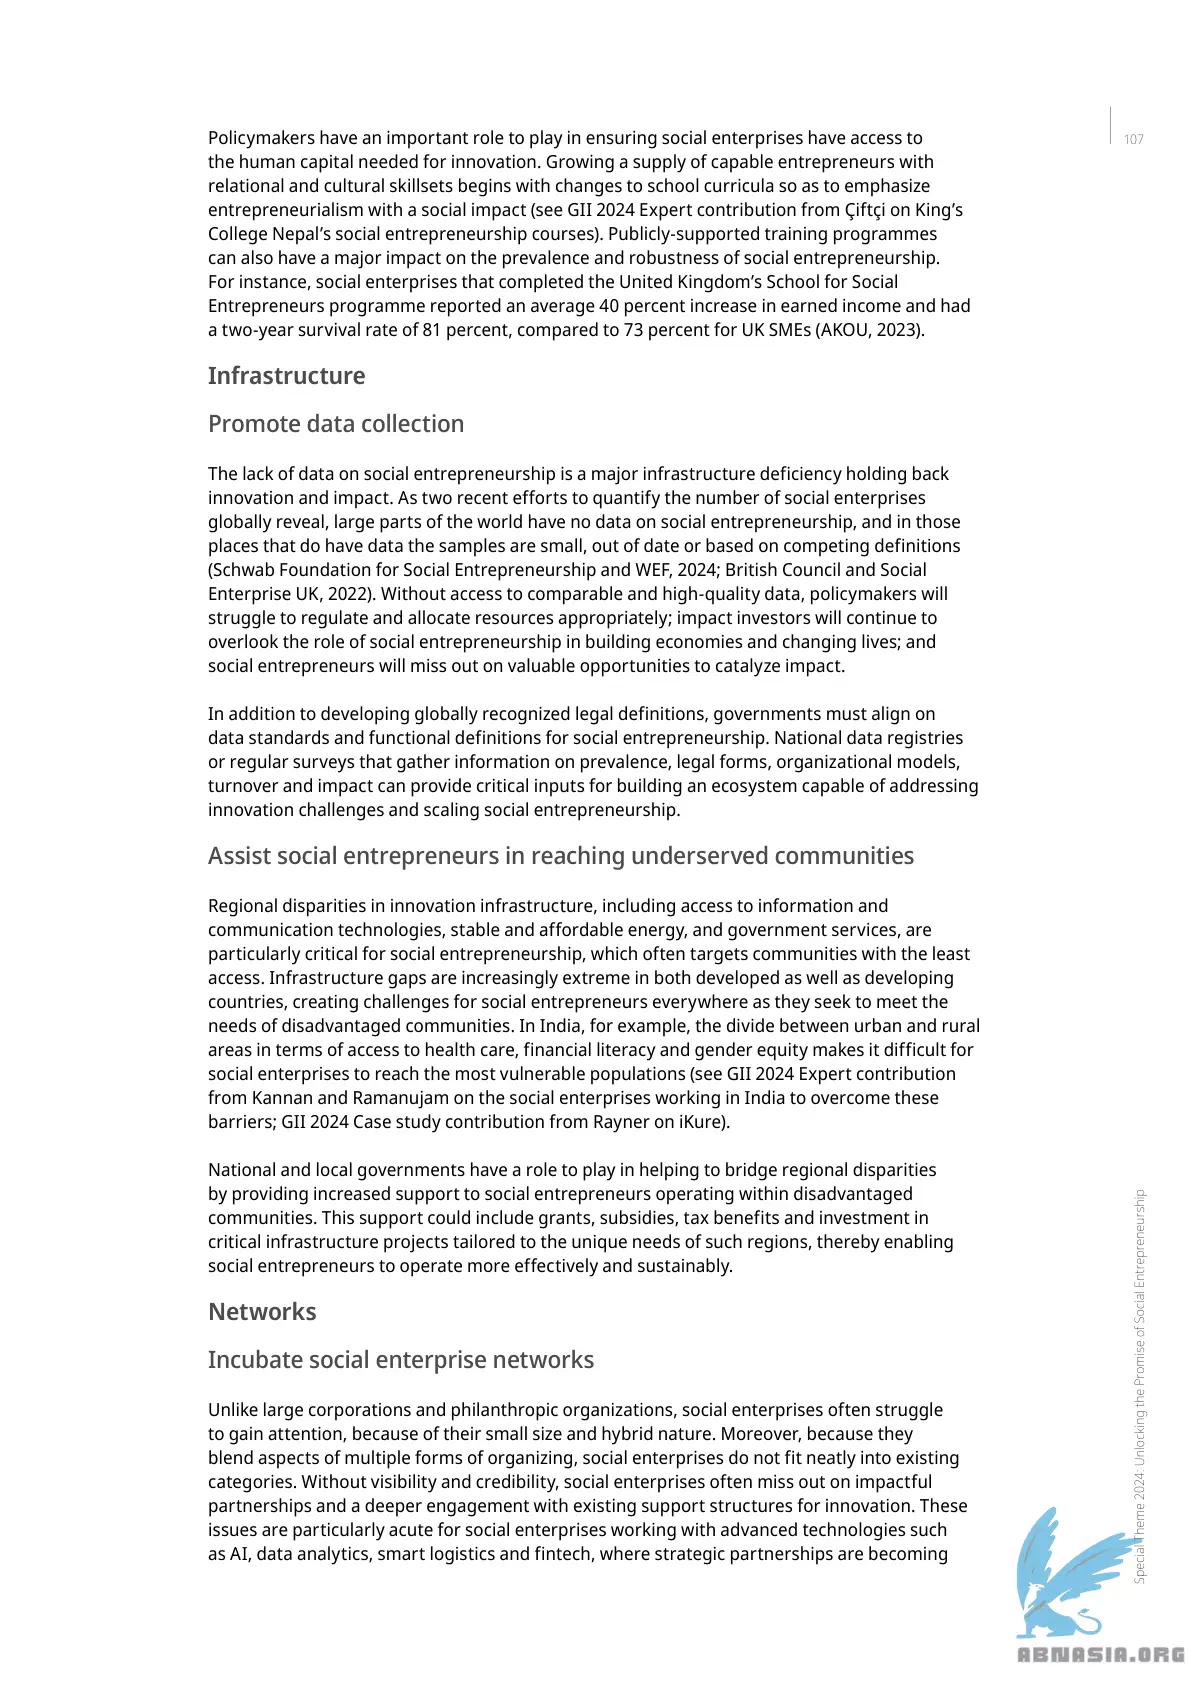 107
Policymakers have an important role to play in ensuring social enterprises have access to
the human capital needed for innovation. Growing a supply of capable entrepreneurs with
relational and cultural skillsets begins with changes to school curricula so as to emphasize
entrepreneurialism with a social impact (see GII 2024 Expert contribution from Çiftçi on King’s
College Nepal’s social entrepreneurship courses). Publicly-supported training programmes
can also have a major impact on the prevalence and robustness of social entrepreneurship.
For instance, social enterprises that completed the United Kingdom’s School for Social
Entrepreneurs programme reported an average 40 percent increase in earned income and had
a two-year survival rate of 81 percent, compared to 73 percent for UK SMEs (AKOU, 2023).
Infrastructure
Promote data collection
The lack of data on social entrepreneurship is a major infrastructure deficiency holding back
innovation and impact. As two recent efforts to quantify the number of social enterprises
globally reveal, large parts of the world have no data on social entrepreneurship, and in those
places that do have data the samples are small, out of date or based on competing definitions
(Schwab Foundation for Social Entrepreneurship and WEF, 2024; British Council and Social
Enterprise UK, 2022). Without access to comparable and high-quality data, policymakers will
struggle to regulate and allocate resources appropriately; impact investors will continue to
overlook the role of social entrepreneurship in building economies and changing lives; and
social entrepreneurs will miss out on valuable opportunities to catalyze impact.
In addition to developing globally recognized legal definitions, governments must align on
data standards and functional definitions for social entrepreneurship. National data registries
or regular surveys that gather information on prevalence, legal forms, organizational models,
turnover and impact can provide critical inputs for building an ecosystem capable of addressing
innovation challenges and scaling social entrepreneurship.
Assist social entrepreneurs in reaching underserved communities
Regional disparities in innovation infrastructure, including access to information and
communication technologies, stable and affordable energy, and government services, are
particularly critical for social entrepreneurship, which often targets communities with the least
access. Infrastructure gaps are increasingly extreme in both developed as well as developing
countries, creating challenges for social entrepreneurs everywhere as they seek to meet the
needs of disadvantaged communities. In India, for example, the divide between urban and rural
areas in terms of access to health care, financial literacy and gender equity makes it difficult for
social enterprises to reach the most vulnerable populations (see GII 2024 Expert contribution
from Kannan and Ramanujam on the social enterprises working in India to overcome these
barriers; GII 2024 Case study contribution from Rayner on iKure).
National and local governments have a role to play in helping to bridge regional disparities
by providing increased support to social entrepreneurs operating within disadvantaged
communities. This support could include grants, subsidies, tax benefits and investment in
critical infrastructure projects tailored to the unique needs of such regions, thereby enabling
social entrepreneurs to operate more effectively and sustainably.
Networks
Incubate social enterprise networks
Unlike large corporations and philanthropic organizations, social enterprises often struggle
to gain attention, because of their small size and hybrid nature. Moreover, because they
blend aspects of multiple forms of organizing, social enterprises do not fit neatly into existing
categories. Without visibility and credibility, social enterprises often miss out on impactful
partnerships and a deeper engagement with existing support structures for innovation. These
issues are particularly acute for social enterprises working with advanced technologies such
as AI, data analytics, smart logistics and fintech, where strategic partnerships are becoming
Special Theme 2024: Unlocking the Promise of Social Entrepreneurship
ABNASIA.ORG